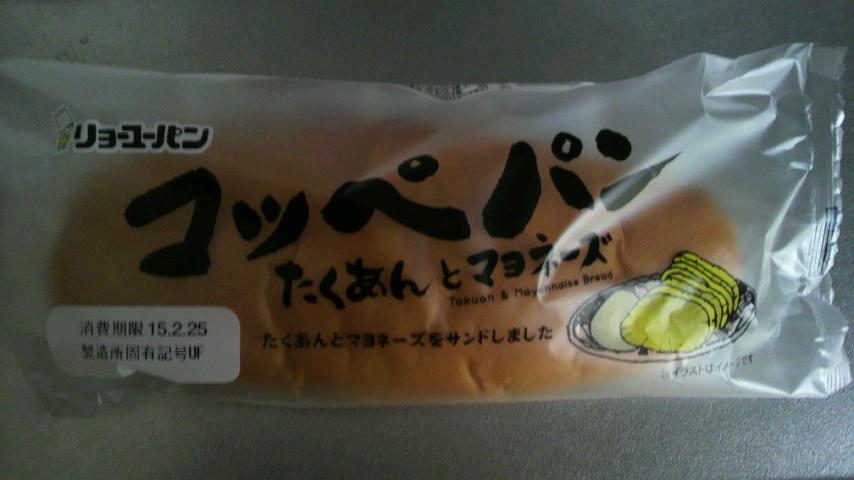 リョーユーパン
コッペパン
たくあんとマヨネーズ
Takuan & Mayonnaise Bread
たくあんとマヨネーズをサンドしました
消費期限 15.2.25
製造所固有記号UF
※イラストはイメージです